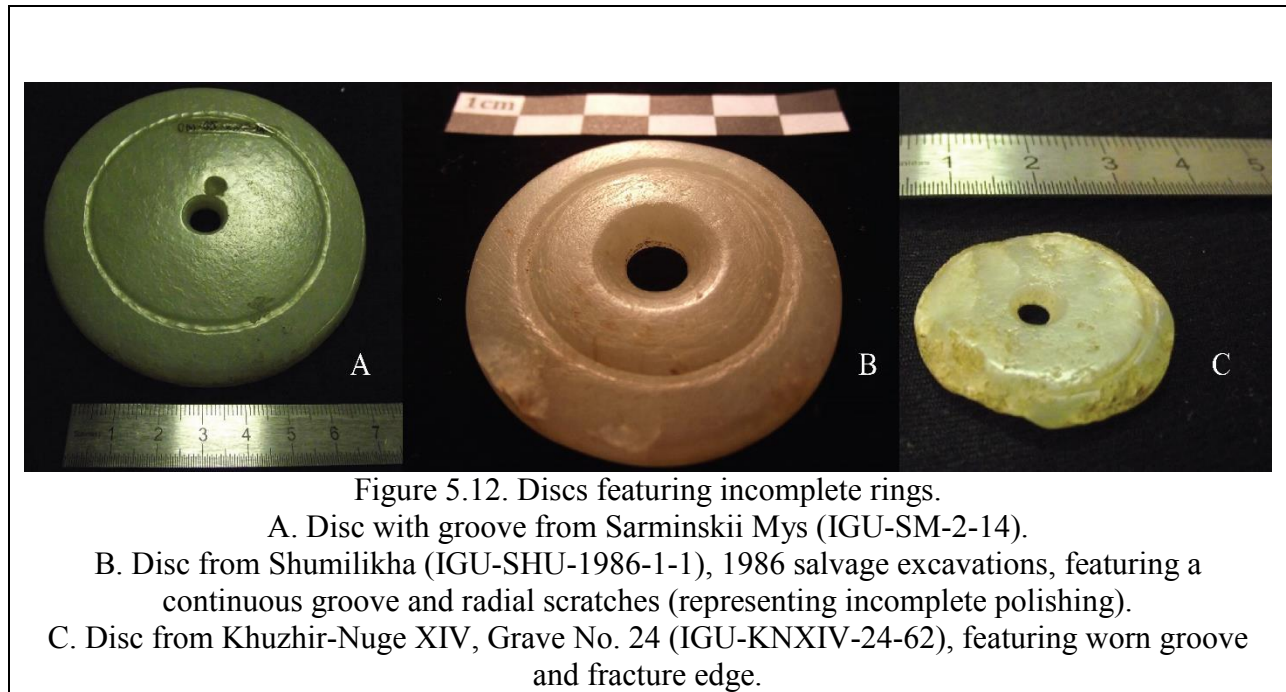 1cm
1 2 3 4 5
A
B
C
1 2 3 4 5 6 7
Figure 5.12. Discs featuring incomplete rings.
A. Disc with groove from Sarminskii Mys (IGU-SM-2-14).
B. Disc from Shumilikha (IGU-SHU-1986-1-1), 1986 salvage excavations, featuring a
continuous groove and radial scratches (representing incomplete polishing).
C. Disc from Khuzhir-Nuge XIV, Grave No. 24 (IGU-KNXIV-24-62), featuring worn groove
and fracture edge.